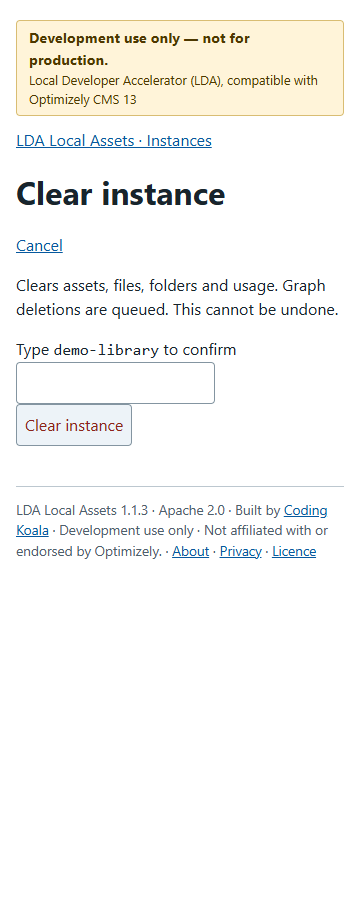 Development use only — not for
production.
Local Developer Accelerator (LDA), compatible with
Optimizely CMS 13
LDA Local Assets · Instances
Clear instance
Cancel
Clears assets, files, folders and usage. Graph
deletions are queued. This cannot be undone.
Type demo-library to confirm
Clear instance
LDA Local Assets 1.1.3 · Apache 2.0 · Built by Coding
Koala · Development use only · Not affiliated with or
endorsed by Optimizely. · About · Privacy · Licence